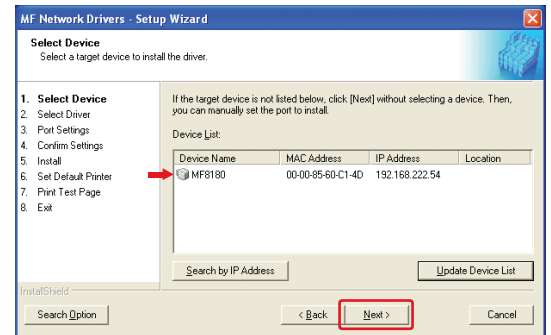 MF Network Drivers - Setup Wizard
Select Device
Select a target device to install the driver.
1. Select Device
2. Select Driver
3. Port Settings
4. Confirm Settings
5. Install
6. Set Default Printer
7. Print Test Page
8. Exit
If the target device is not listed below, click [Next] without selecting a device. Then,
you can manually set the port to install.
Device List:
Device Name MAC Address IP Address Location
MF8180 00-00-85-60-C1-4D 192.168.222.54
Search by IP Address Update Device List
InstallShield
Search Option < Back Next > Cancel